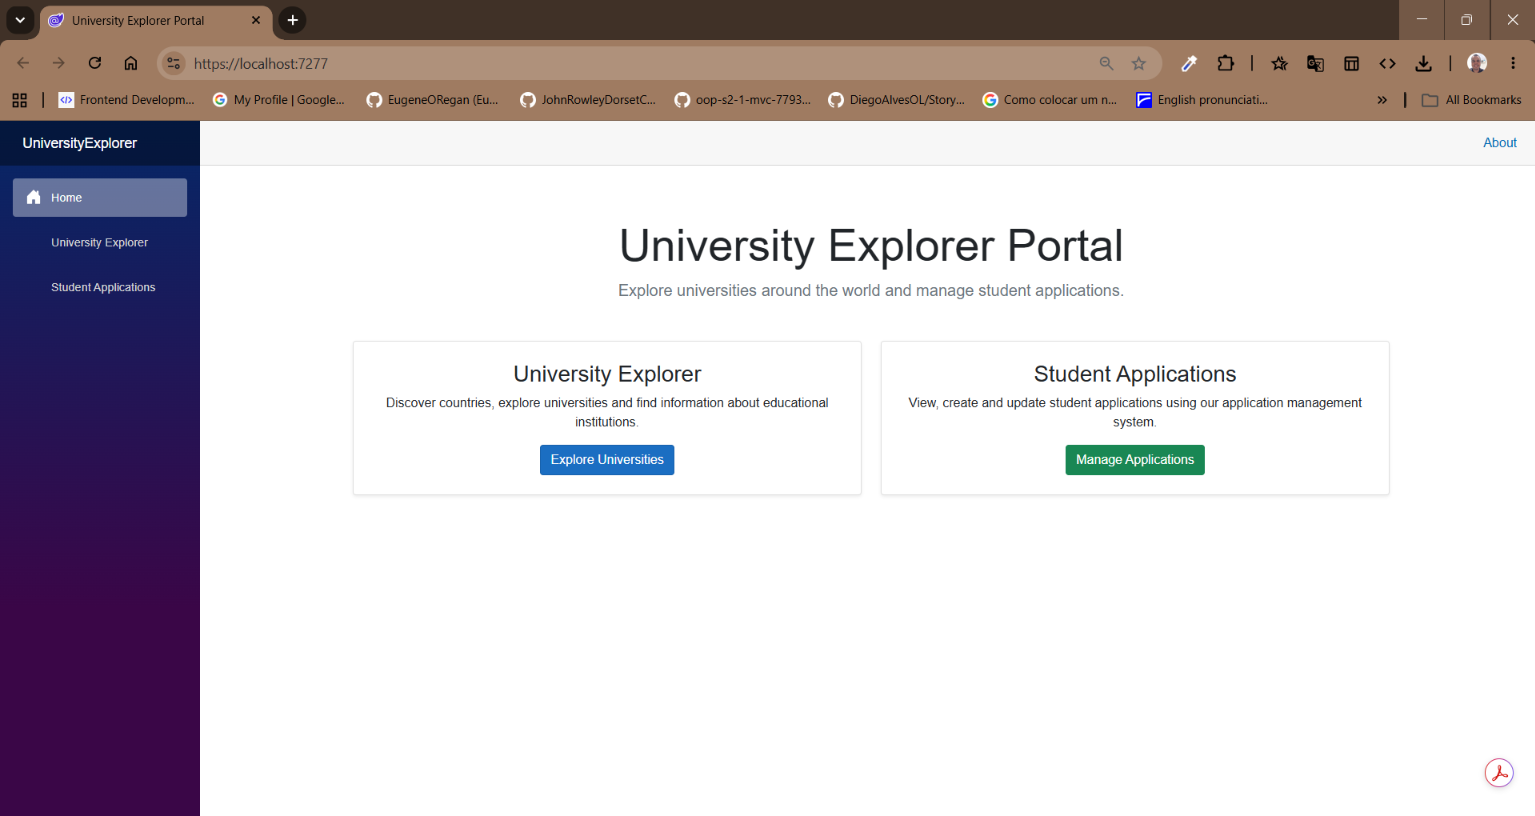 University Explorer Portal
https://localhost:7277
Frontend Developm...
My Profile | Google...
EugeneORegan (Eu...
JohnRowleyDorsetC...
oop-s2-1-mvc-7793...
DiegoAlvesOL/Story...
Como colocar um n...
English pronunciati...
All Bookmarks
UniversityExplorer
About
Home
University Explorer
Student Applications
University Explorer Portal
Explore universities around the world and manage student applications.
University Explorer
Discover countries, explore universities and find information about educational
institutions.
Explore Universities
Student Applications
View, create and update student applications using our application management
system.
Manage Applications